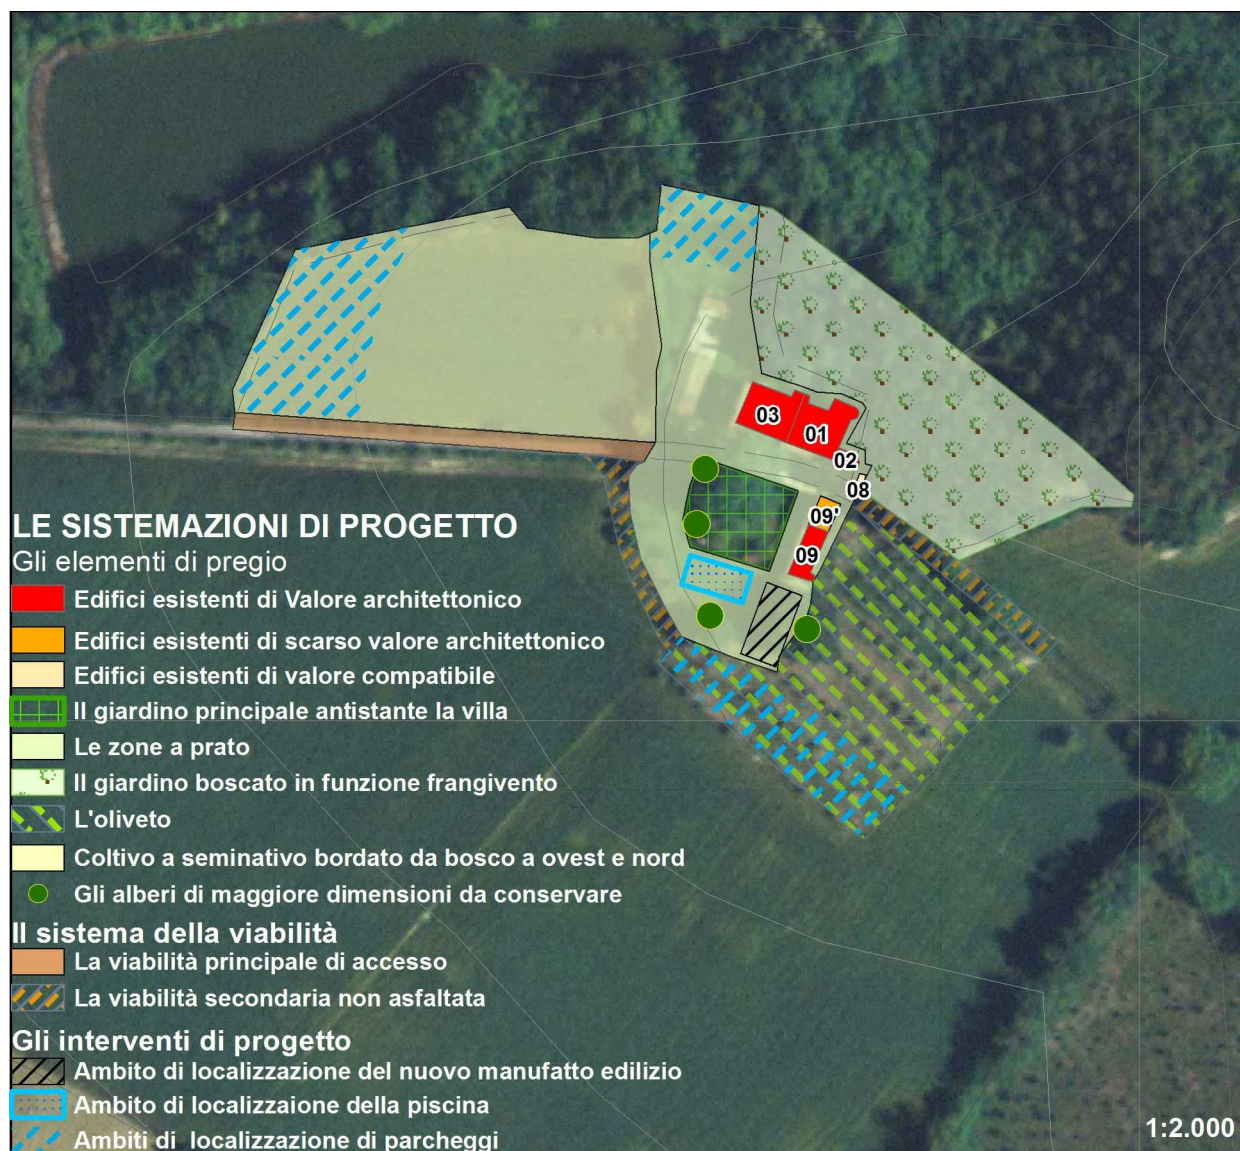 03
01
02
08
09'
09
LE SISTEMAZIONI DI PROGETTO
Gli elementi di pregio
Edifici esistenti di Valore architettonico
Edifici esistenti di scarso valore architettonico
Edifici esistenti di valore compatibile
Il giardino principale antistante la villa
Le zone a prato
Il giardino boscato in funzione frangivento
L'oliveto
Coltivo a seminativo bordato da bosco a ovest e nord
Gli alberi di maggiore dimensioni da conservare
Il sistema della viabilità
La viabilità principale di accesso
La viabilità secondaria non asfaltata
Gli interventi di progetto
Ambito di localizzazione del nuovo manufatto edilizio
Ambito di localizzaione della piscina
Ambiti di localizzazione di parcheggi
1:2.000